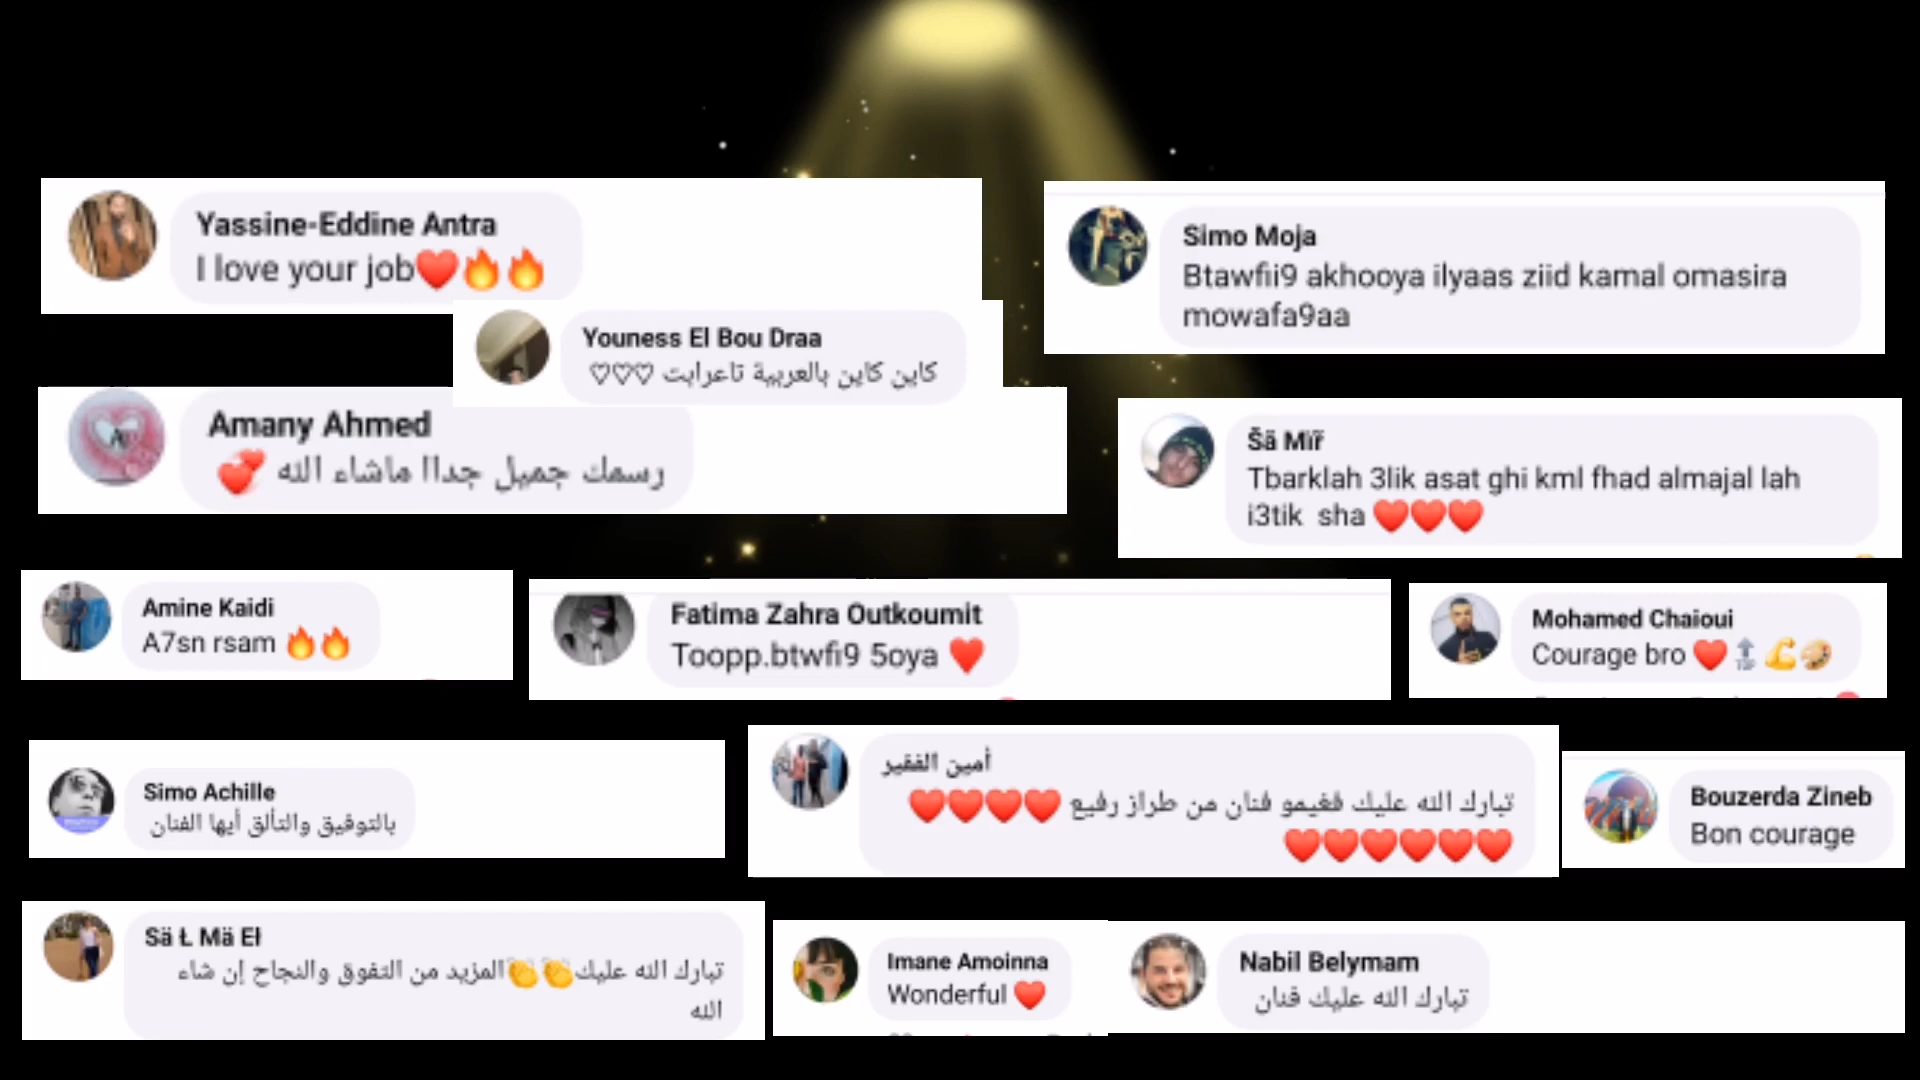 Yassine-Eddine Antra
I love your job❤️🔥🔥
Simo Moja
Btawfii9 akhooya ilyaas ziid kamal omasira
mowafa9aa
Youness El Bou Draa
كاين كاين بالعربية تاعرابت ♡♡♡
Amany Ahmed
رسمك جميل جداا ماشاء الله 💞
Šä Mïř
Tbarklah 3lik asat ghi kml fhad almajal lah
i3tik sha ❤️❤️❤️
Amine Kaidi
A7sn rsam 🔥🔥
Fatima Zahra Outkoumit
Toopp.btwfi9 5oya ❤️
Mohamed Chaioui
Courage bro ❤️🔝💪🎨
Simo Achille
بالتوفيق والتألق أيها الفنان
أمين الفقير
تبارك الله عليك فغيمو فنان من طراز رفيع ❤️❤️❤️❤️
❤️❤️❤️❤️❤️❤️
Bouzerda Zineb
Bon courage
Sä Ł Mä Eł
تبارك الله عليك👏👏المزيد من التفوق والنجاح إن شاء
الله
Imane Amoinna
Wonderful ❤️
Nabil Belymam
تبارك الله عليك فنان